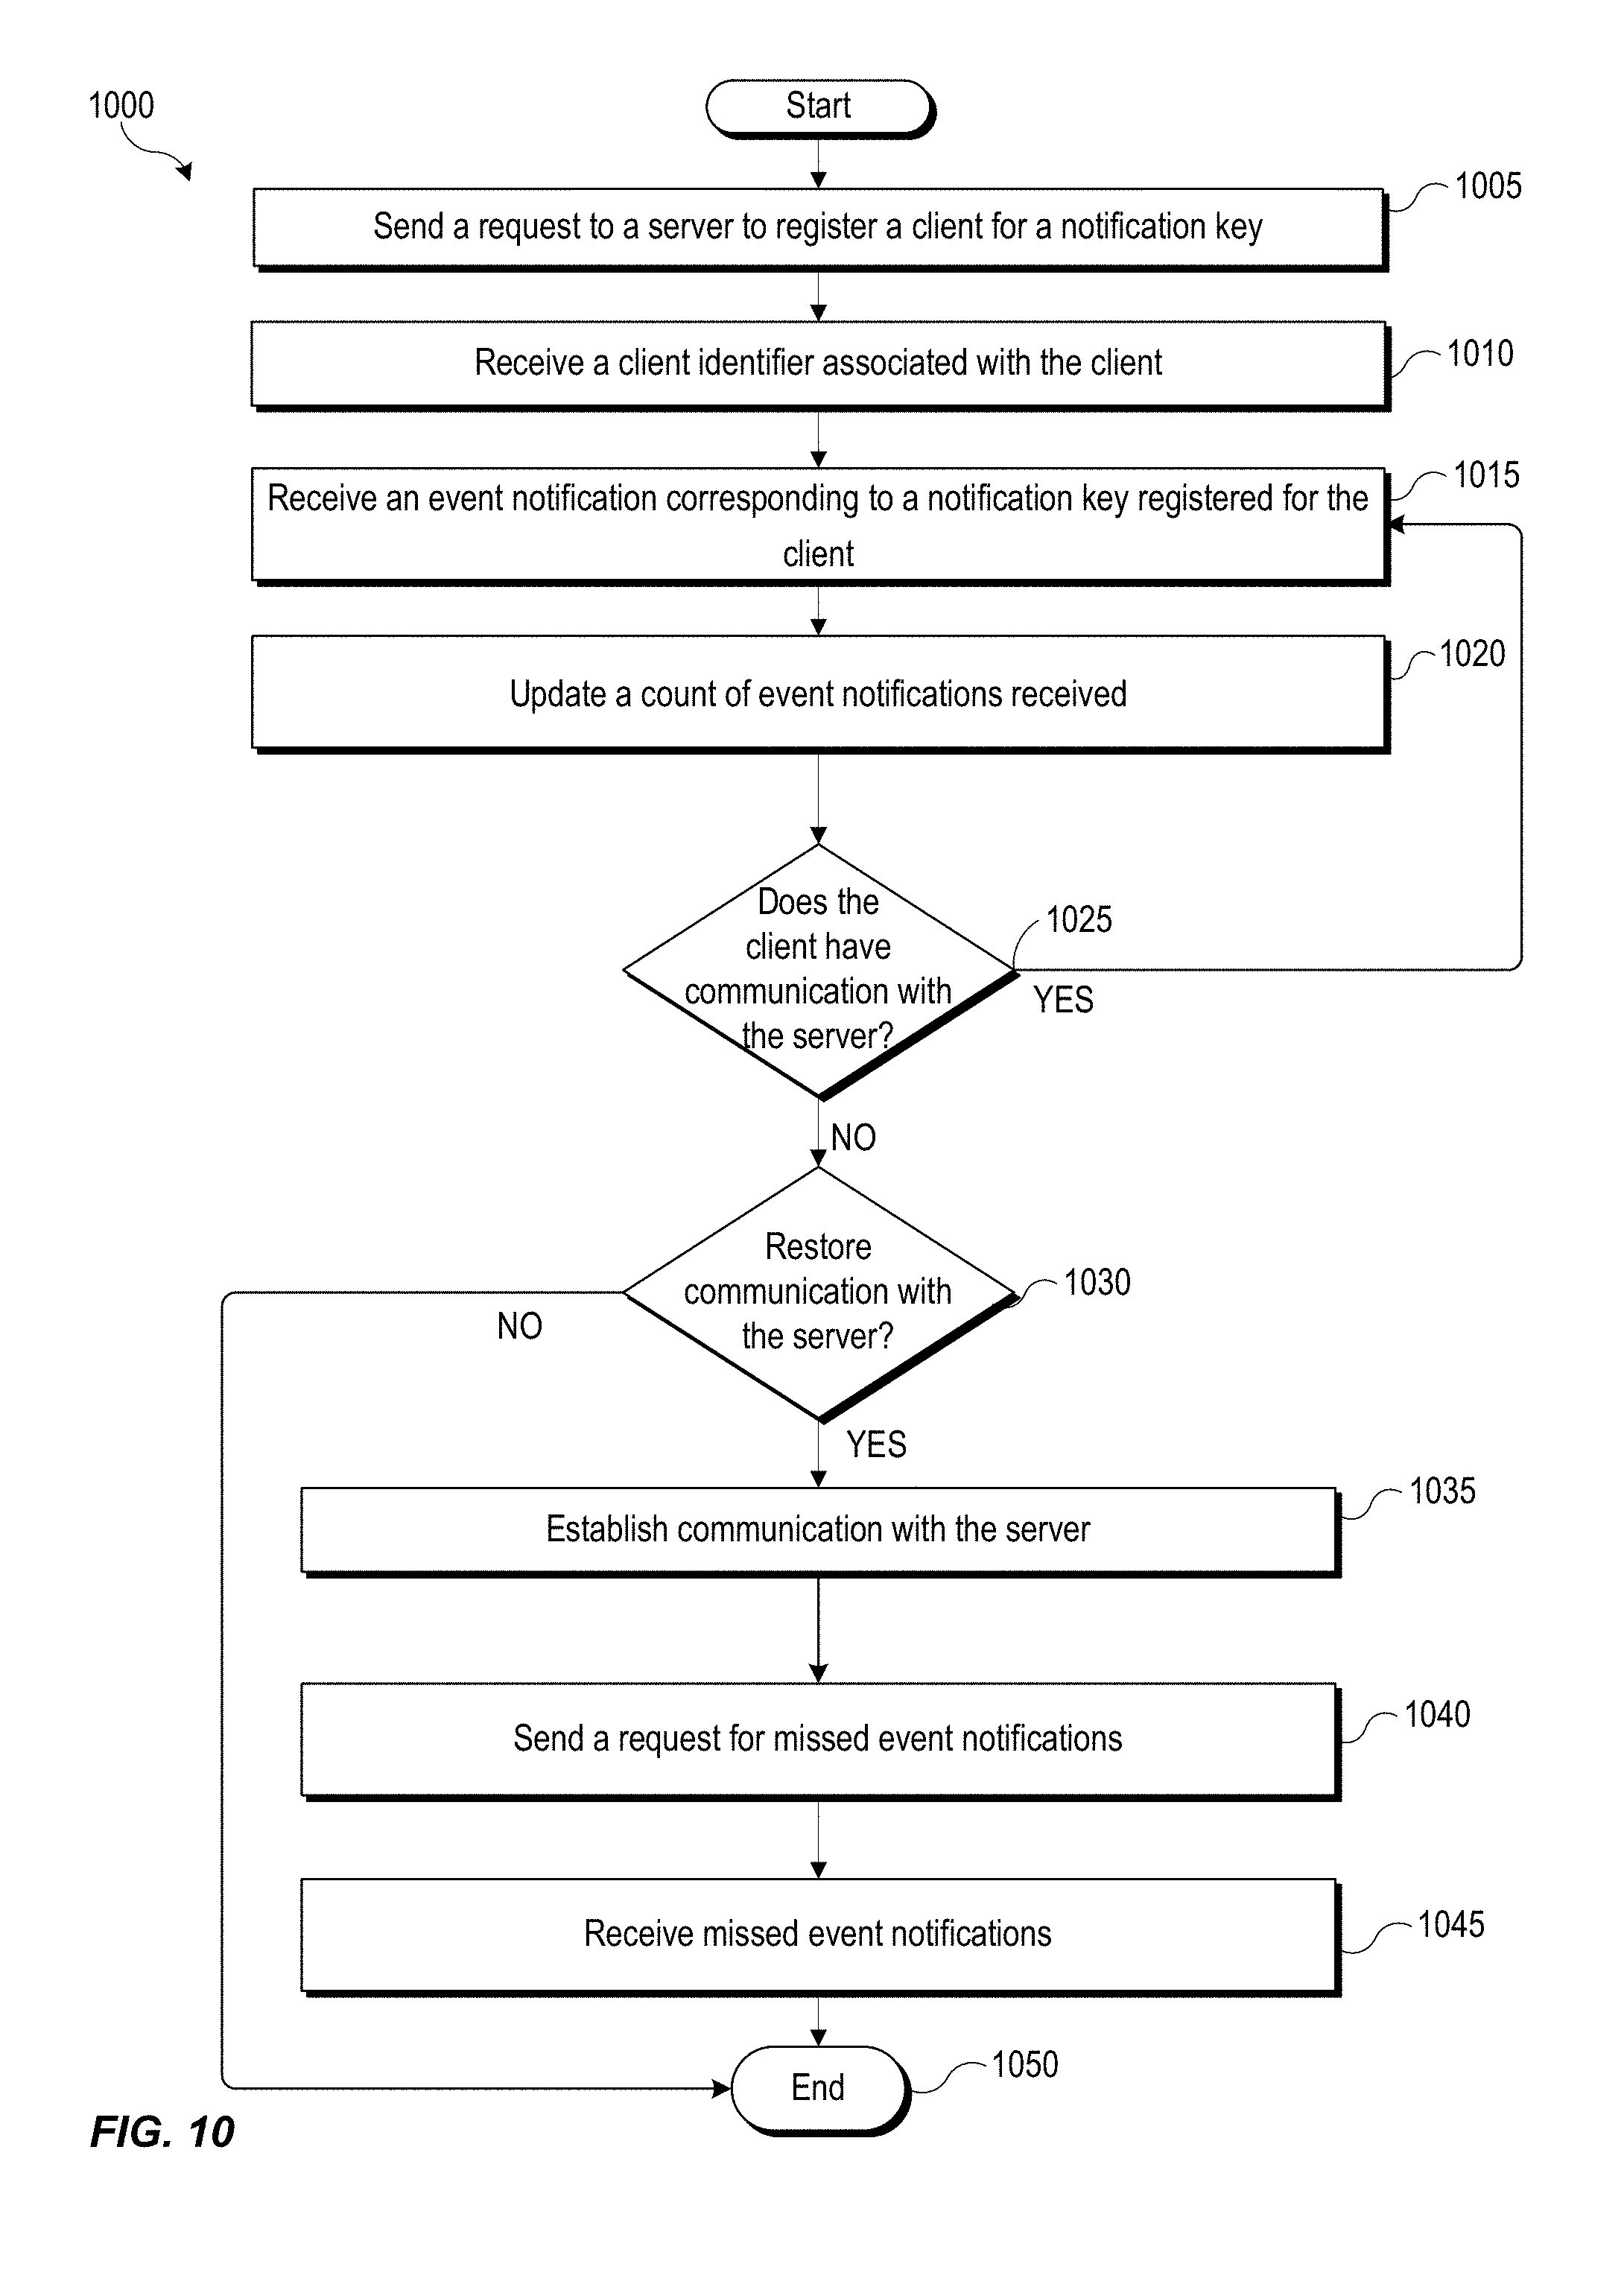 1000
Start
1005
Send a request to a server to register a client for a notification key
1010
Receive a client identifier associated with the client
1015
Receive an event notification corresponding to a notification key registered for the
client
1020
Update a count of event notifications received
Does the
client have
communication with
the server?
1025
YES
NO
Restore
communication with
the server?
1030
NO
YES
1035
Establish communication with the server
1040
Send a request for missed event notifications
1045
Receive missed event notifications
End
1050
FIG. 10